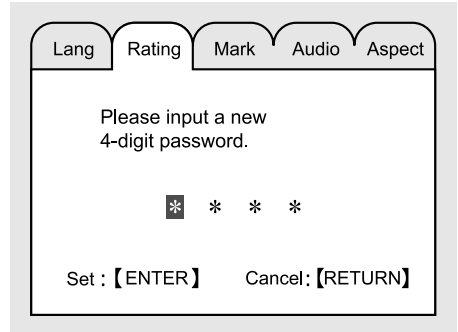 Lang Rating Mark Audio Aspect
Please input a new
4-digit password.
* * * *
Set :【ENTER】 Cancel:【RETURN】